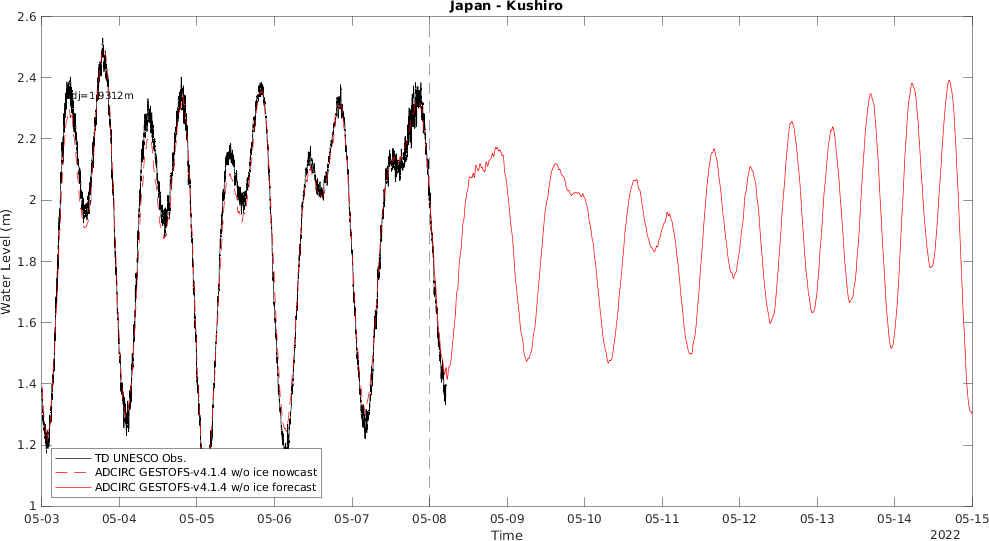 Japan - Kushiro
2.6
2.4
2.2
2
1.8
1.6
1.4
1.2
1
Water Level (m)
dj=1.9312m
TD UNESCO Obs.
ADCIRC GESTOFS-v4.1.4 w/o ice nowcast
ADCIRC GESTOFS-v4.1.4 w/o ice forecast
05-03 05-04 05-05 05-06 05-07 05-08 05-09 05-10 05-11 05-12 05-13 05-14 05-15
Time
2022